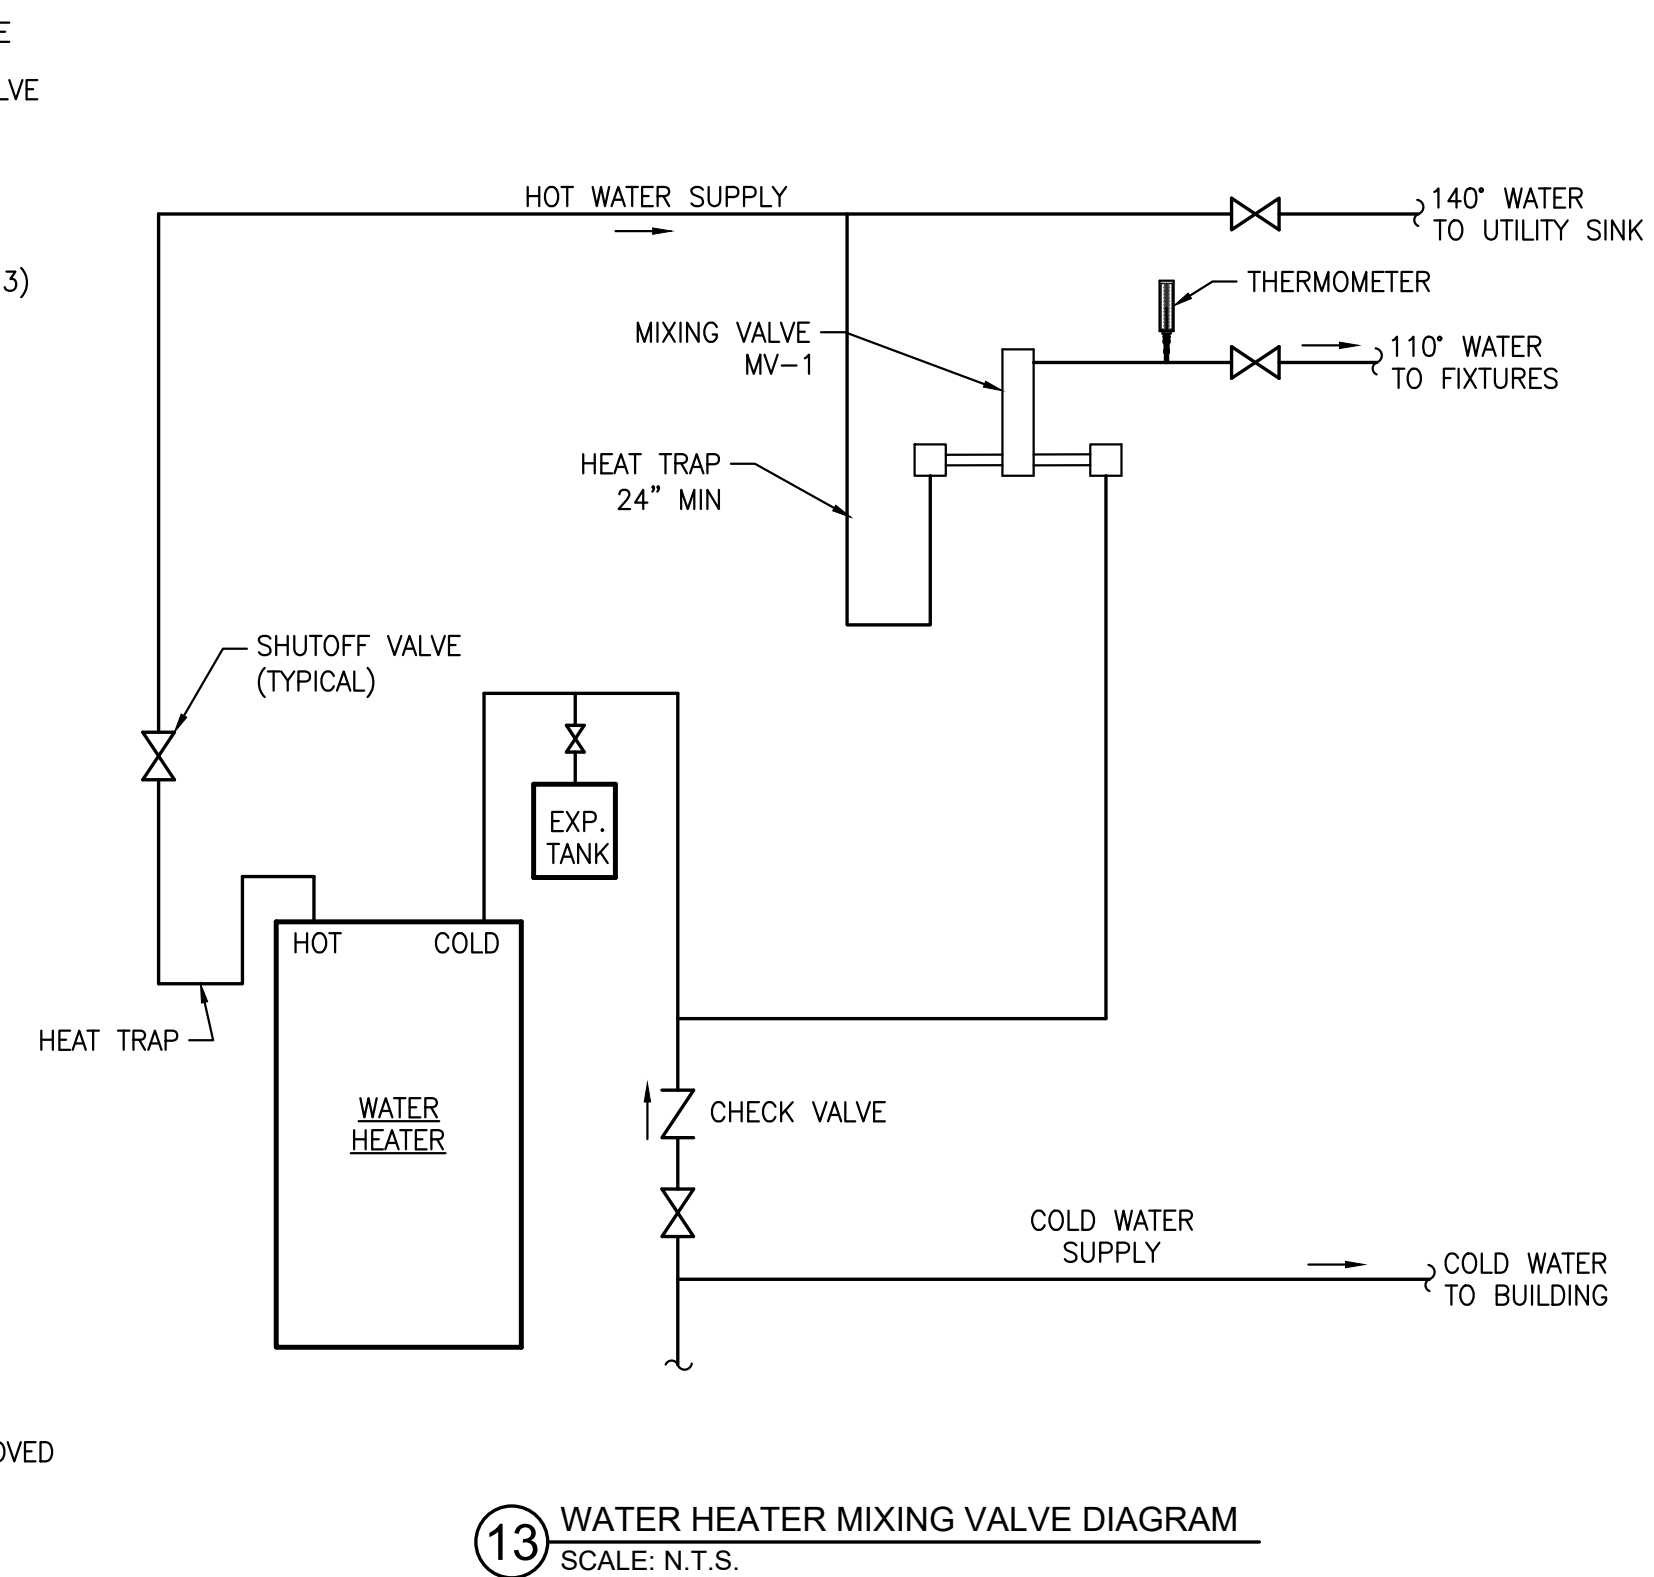 HOT WATER SUPPLY
140° WATER
TO UTILITY SINK
3)
THERMOMETER
MIXING VALVE
MV-1
110° WATER
TO FIXTURES
HEAT TRAP
24" MIN
SHUTOFF VALVE
(TYPICAL)
EXP.
TANK
HOT
COLD
HEAT TRAP
WATER
HEATER
CHECK VALVE
COLD WATER
SUPPLY
COLD WATER
TO BUILDING
13
WATER HEATER MIXING VALVE DIAGRAM
SCALE: N.T.S.